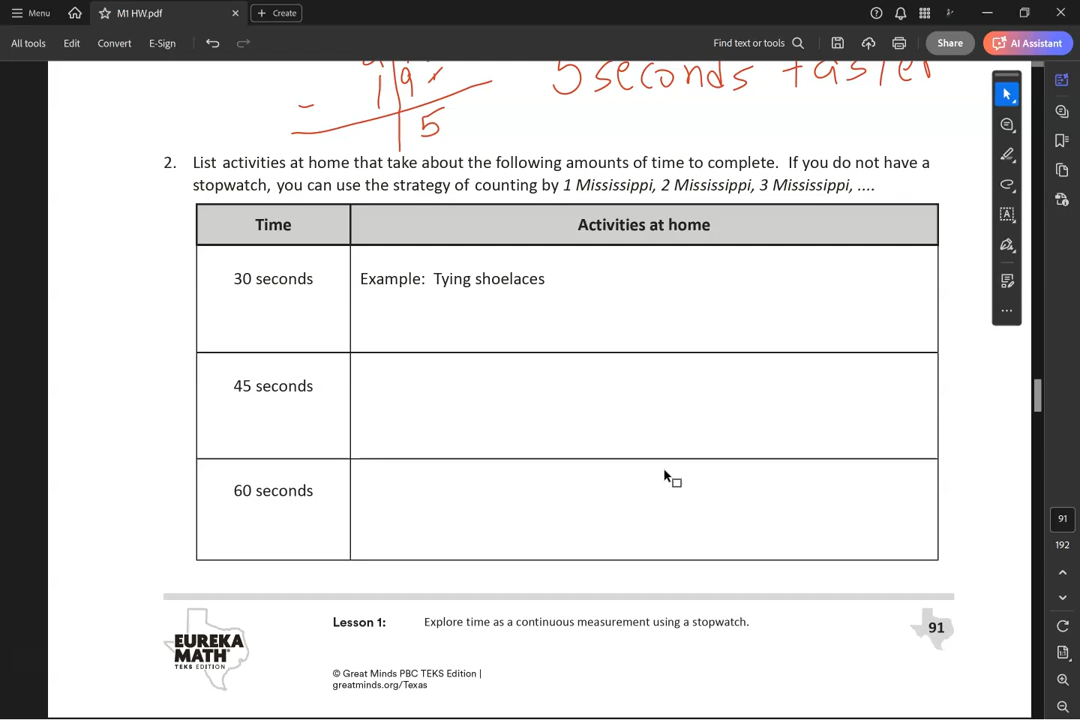 Menu
M1 HW.pdf
Create
All tools
Edit
Convert
E-Sign
Find text or tools
Share
AI Assistant
19
5 seconds faster
-
5
2. List activities at home that take about the following amounts of time to complete. If you do not have a
stopwatch, you can use the strategy of counting by 1 Mississippi, 2 Mississippi, 3 Mississippi, ....
Time
Activities at home
30 seconds
Example: Tying shoelaces
45 seconds
60 seconds
91
192
EUREKA
MATH
TEKS EDITION
Lesson 1:
Explore time as a continuous measurement using a stopwatch.
© Great Minds PBC TEKS Edition |
greatminds.org/Texas
91